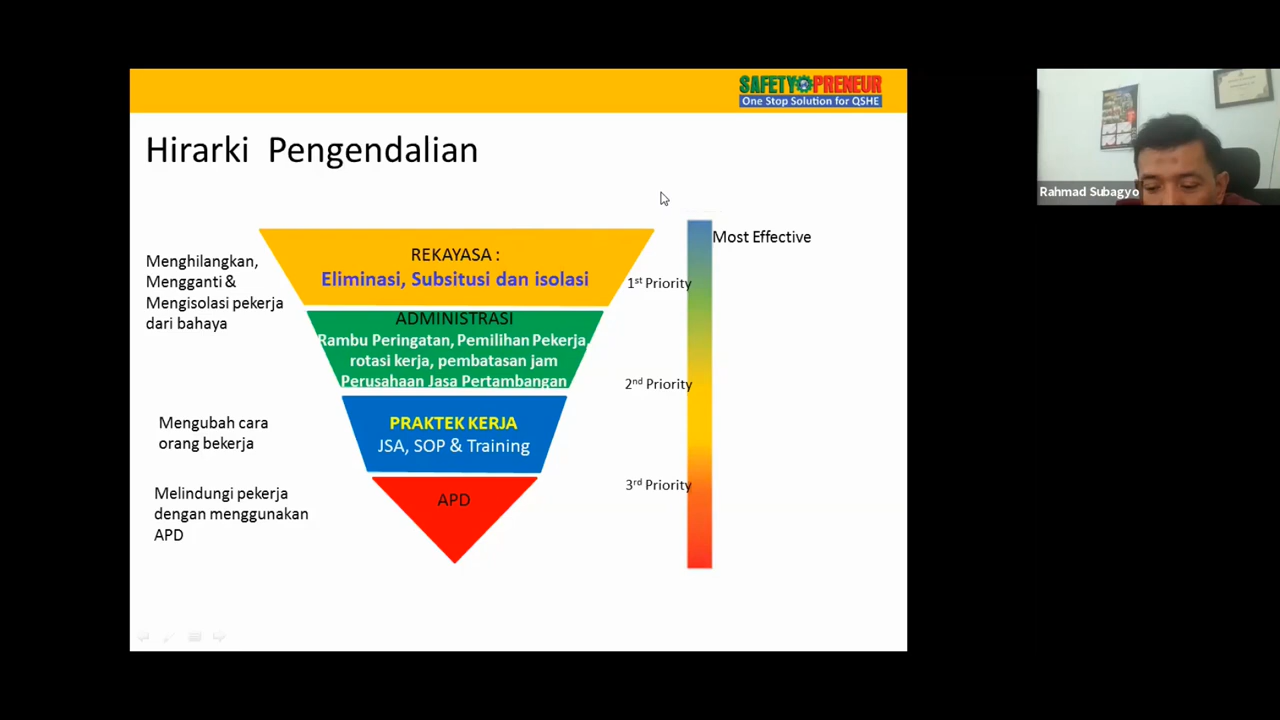 SAFETYPRENEUR
One Stop Solution for QSHE
Hirarki Pengendalian
Rahmad Subagyo
Menghilangkan,
Mengganti &
Mengisolasi pekerja
dari bahaya
REKAYASA :
Eliminasi, Subsitusi dan isolasi
ADMINISTRASI
Rambu Peringatan, Pemilihan Pekerja,
rotasi kerja, pembatasan jam
Perusahaan Jasa Pertambangan
Mengubah cara
orang bekerja
PRAKTEK KERJA
JSA, SOP & Training
Melindungi pekerja
dengan menggunakan
APD
APD
Most Effective
1st Priority
2nd Priority
3rd Priority